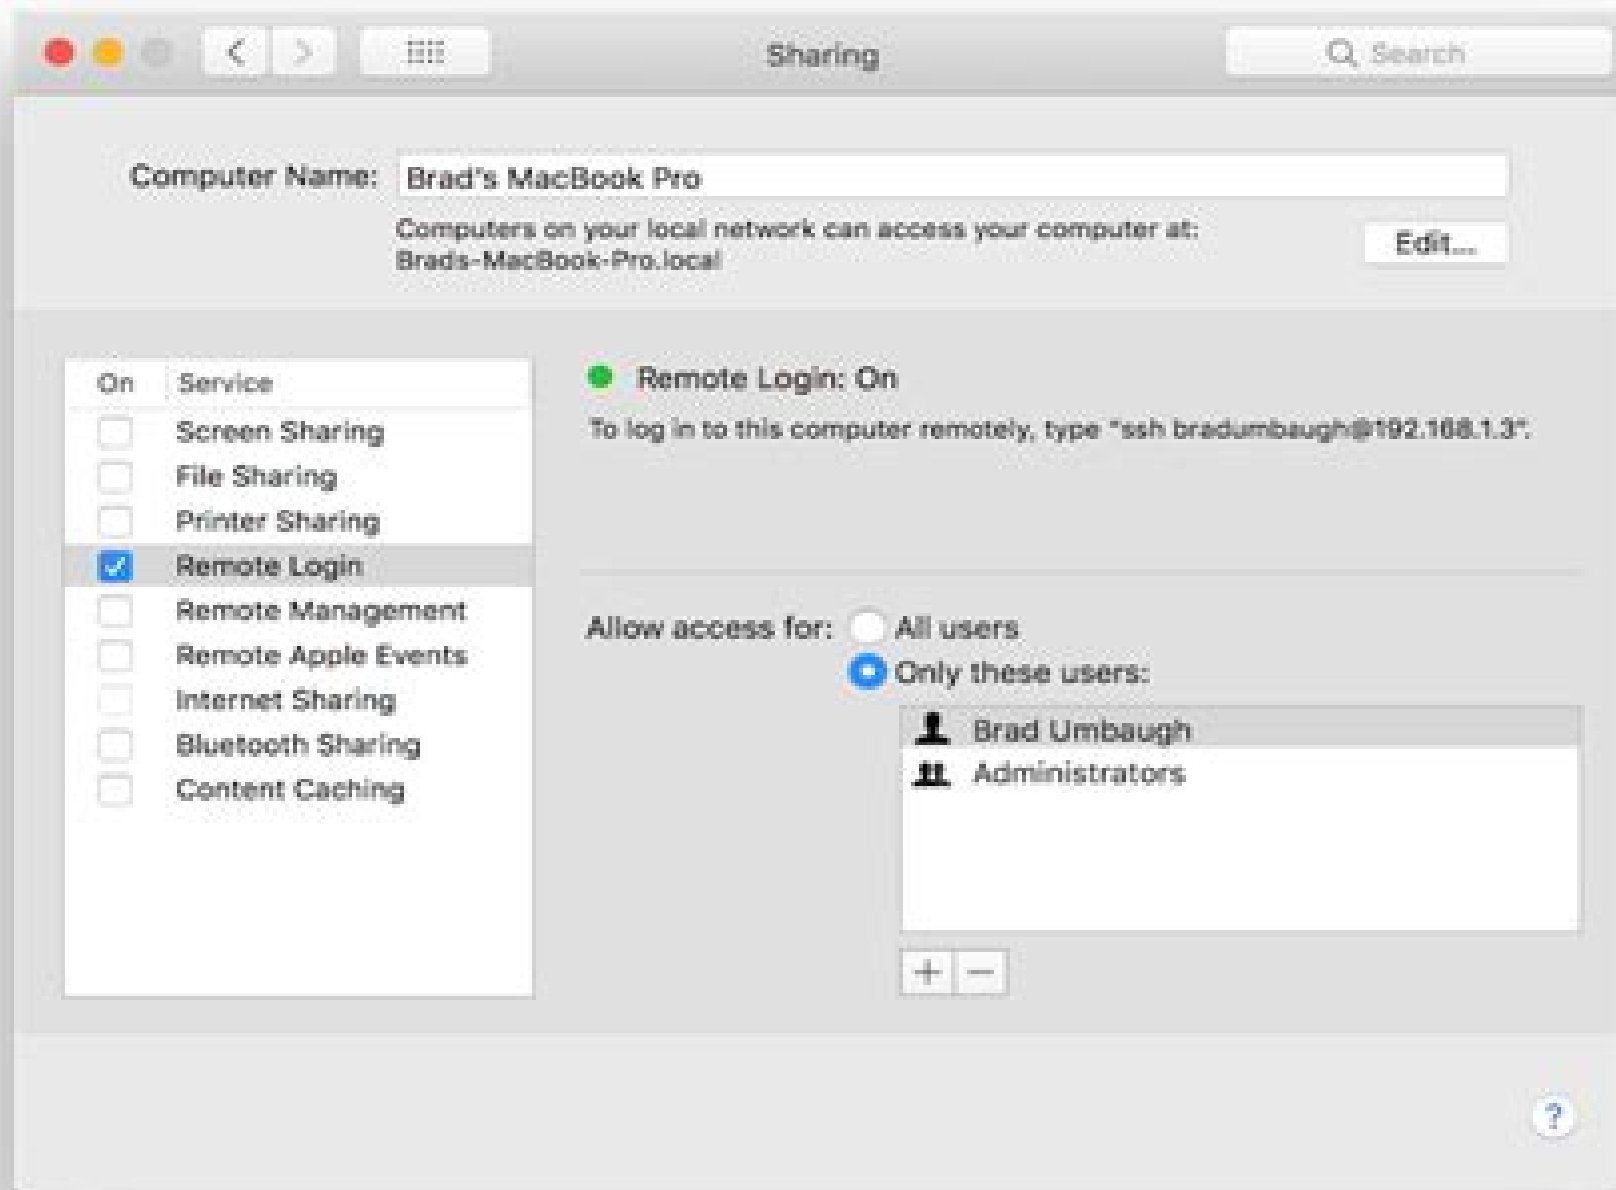 Sharing
Search
Computer Name: Brad's MacBook Pro
Computers on your local network can access your computer at:
Brads-MacBook-Pro.local
Edit...
On Service
Screen Sharing
File Sharing
Printer Sharing
Remote Login
Remote Management
Remote Apple Events
Internet Sharing
Bluetooth Sharing
Content Caching
Remote Login: On
To log in to this computer remotely, type "ssh bradumbaugh@192.168.1.3".
Allow access for: All users
Only these users:
Brad Umbaugh
Administrators
+ −
?